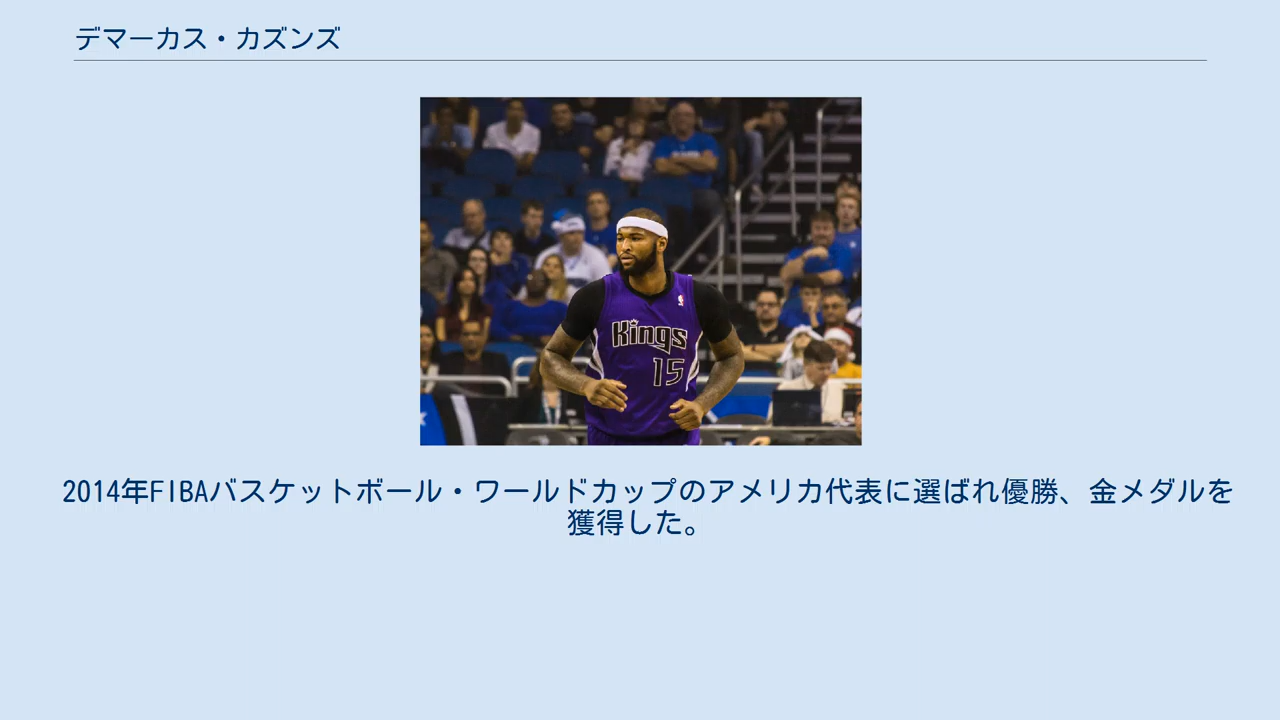 デマーカス・カズンズ
Kings
15
2014年FIBAバスケットボール・ワールドカップのアメリカ代表に選ばれ優勝、金メダルを
獲得した。